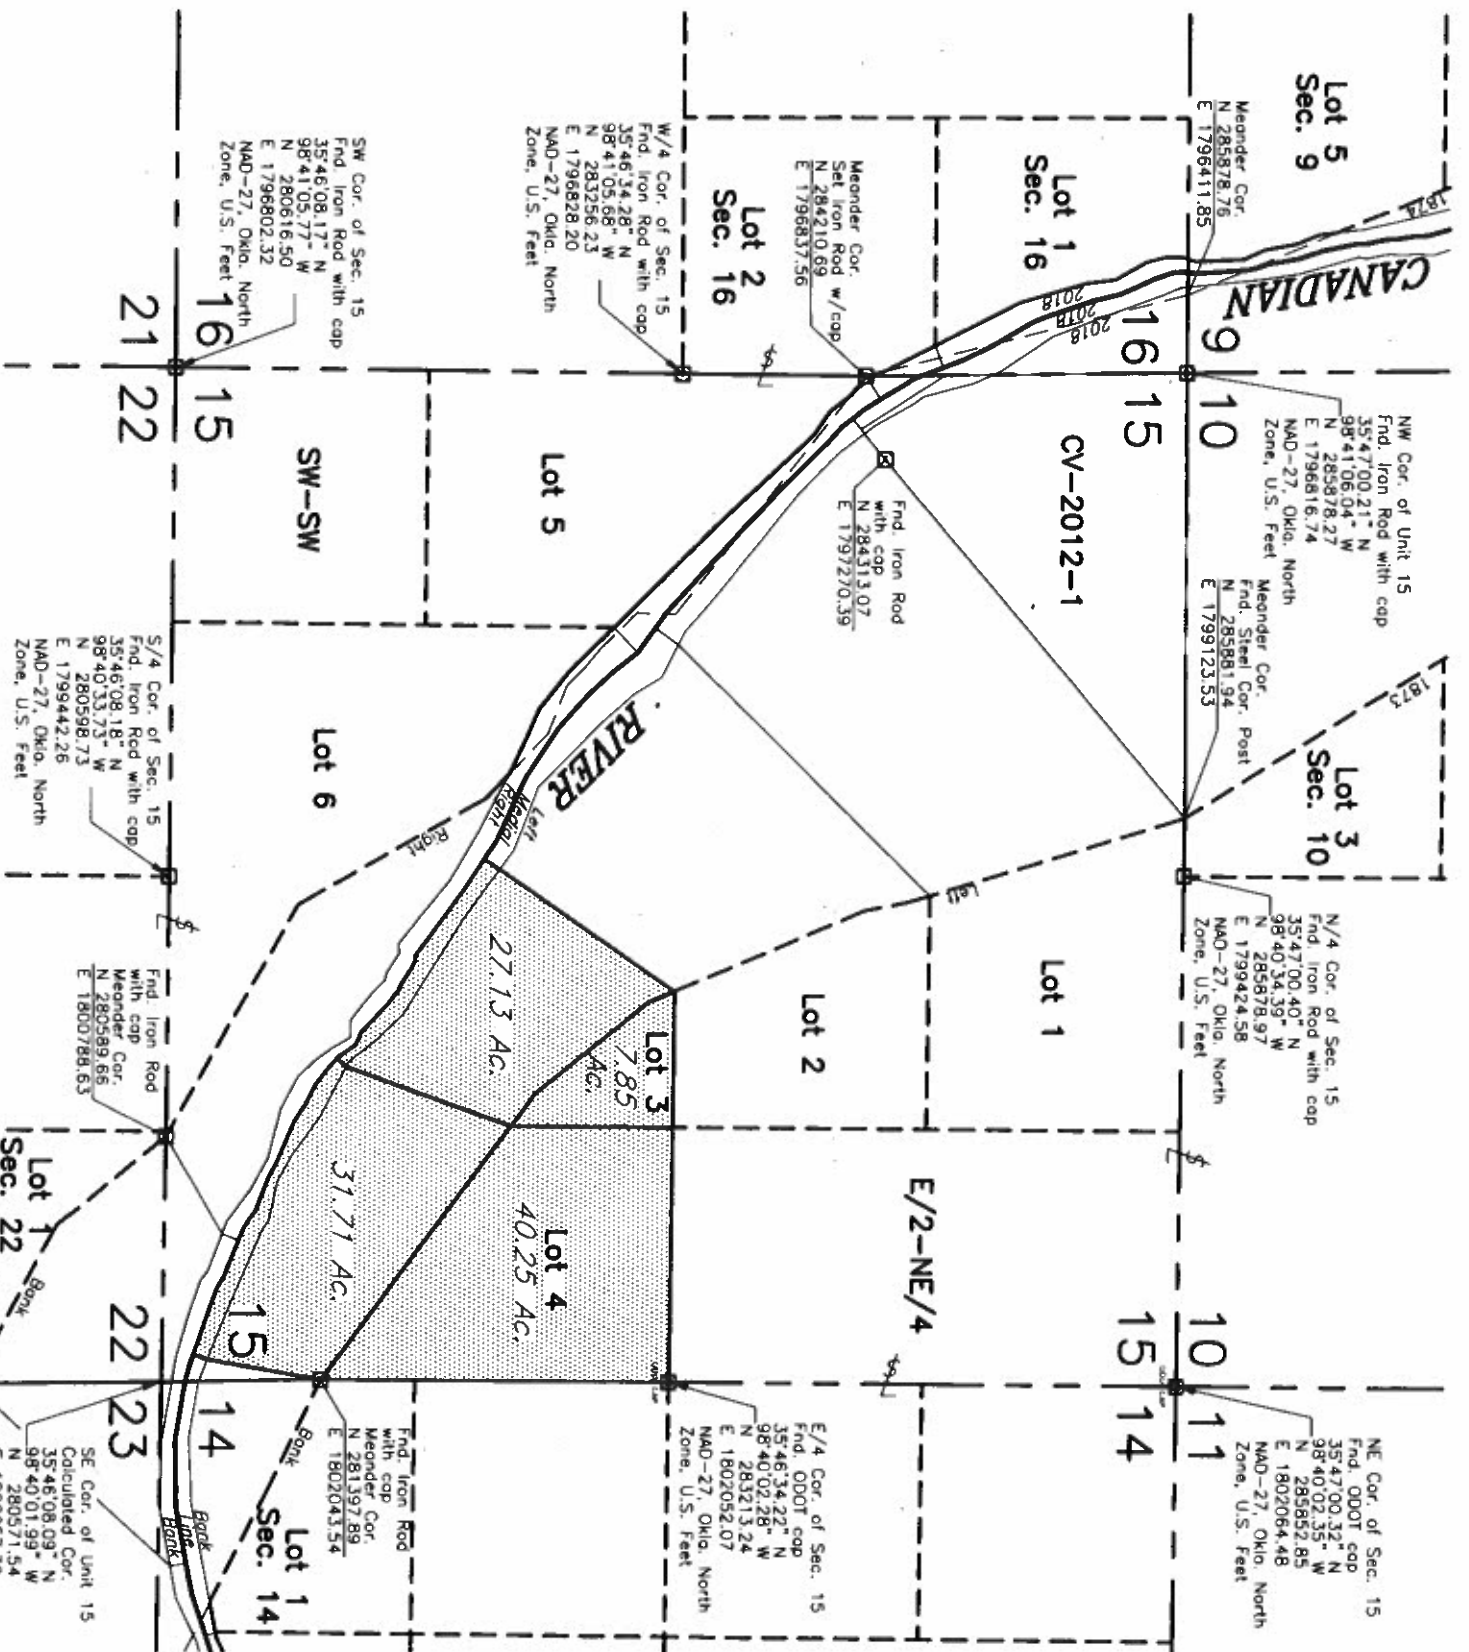 Lot 5
Sec. 9
Meander Cor.
N 285878.76
E 1796411.85
1874
CANADIAN
9
10
16
15
NW Cor. of Unit 15
Fnd. Iron Rod with cap
35°47'00.21" N
98°41'06.04" W
N 285878.27
E 1796816.74
NAD-27, Okla. North
Zone, U.S. Feet
Meander Cor.
Fnd. Steel Cor. Post
N 285881.94
E 1799123.53
1873
Lot 3
Sec. 10
N/4 Cor. of Sec. 15
Fnd. Iron Rod with cap
35°47'00.40" N
98°40'34.39" W
N 285878.97
E 1799424.58
NAD-27, Okla. North
Zone, U.S. Feet
10
11
15
14
NE Cor. of Sec. 15
Fnd. ODOT cap
35°47'00.32" N
98°40'02.35" W
N 285852.85
E 1802064.48
NAD-27, Okla. North
Zone, U.S. Feet
Lot 1
Sec. 16
2018
2018
2018
CV-2012-1
Left
Lot 1
E/2-NE/4
Lot 2
Sec. 16
Meander Cor.
Set Iron Rod w/cap
N 284210.69
E 1796837.56
Fnd. Iron Rod
with cap
N 284313.07
E 1797270.39
Lot 2
W/4 Cor. of Sec. 15
Fnd. Iron Rod with cap
35°46'34.28" N
98°41'05.68" W
N 283256.23
E 1796828.20
NAD-27, Okla. North
Zone, U.S. Feet
E/4 Cor. of Sec. 15
Fnd. ODOT cap
35°46'34.22" N
98°40'02.28" W
N 283213.24
E 1802052.07
NAD-27, Okla. North
Zone, U.S. Feet
Lot 5
RIVER
Left
Medial
Right
Right
27.13 Ac.
Lot 3
7.85
Ac.
Lot 4
40.25 Ac.
31.71 Ac.
SW Cor. of Sec. 15
Fnd. Iron Rod with cap
35°46'08.17" N
98°41'05.77" W
N 280616.50
E 1796802.32
NAD-27, Okla. North
Zone, U.S. Feet
SW-SW
Lot 6
Fnd. Iron Rod
with cap
Meander Cor.
N 281397.89
E 1802043.54
16
15
21
22
S/4 Cor. of Sec. 15
Fnd. Iron Rod with cap
35°46'08.18" N
98°40'33.73" W
N 280598.73
E 1799442.26
NAD-27, Okla. North
Zone, U.S. Feet
Fnd. Iron Rod
with cap
Meander Cor.
N 280589.66
E 1800788.63
15
14
22
23
Bank
Lot 1
Sec. 14
Bank
Line
Bank
Lot 1
Sec. 22
Bank
SE Cor. of Unit 15
Calculated Cor.
35°46'08.09" N
98°40'01.99" W
N 280571.54